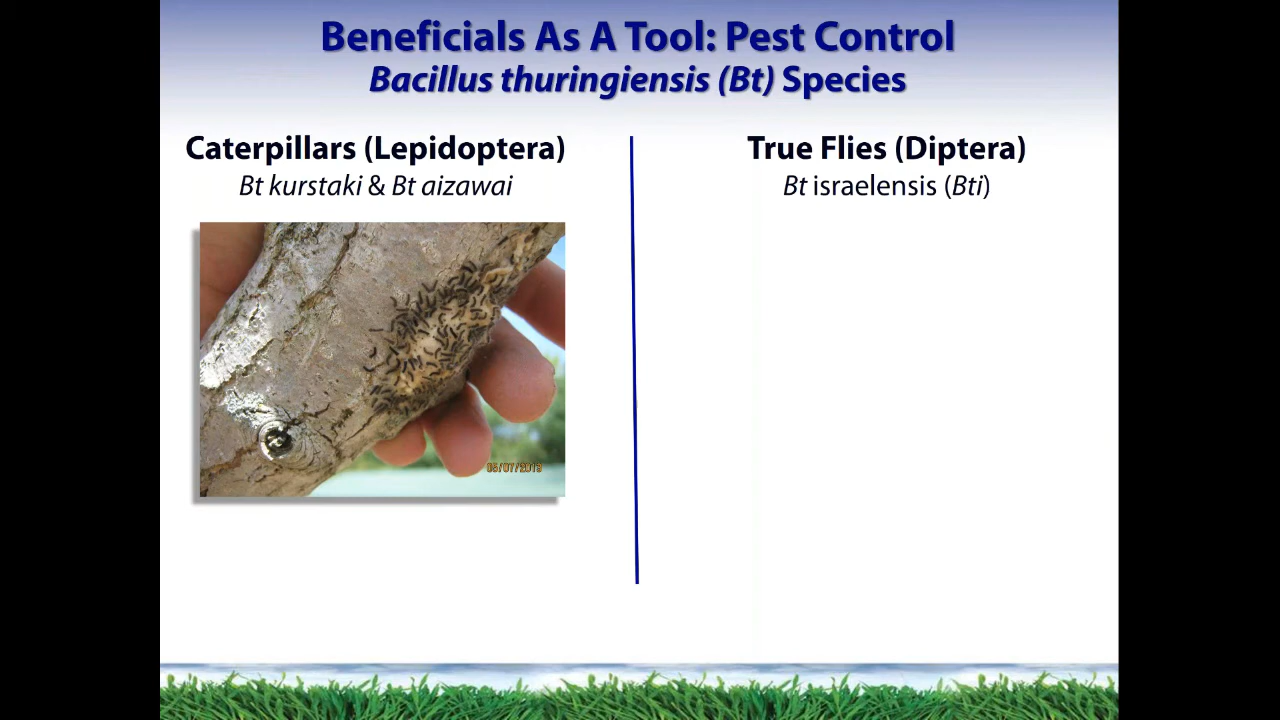 Beneficials As A Tool: Pest Control
Bacillus thuringiensis (Bt) Species
Caterpillars (Lepidoptera)
Bt kurstaki & Bt aizawai
True Flies (Diptera)
Bt israelensis (Bti)
05/07/2013